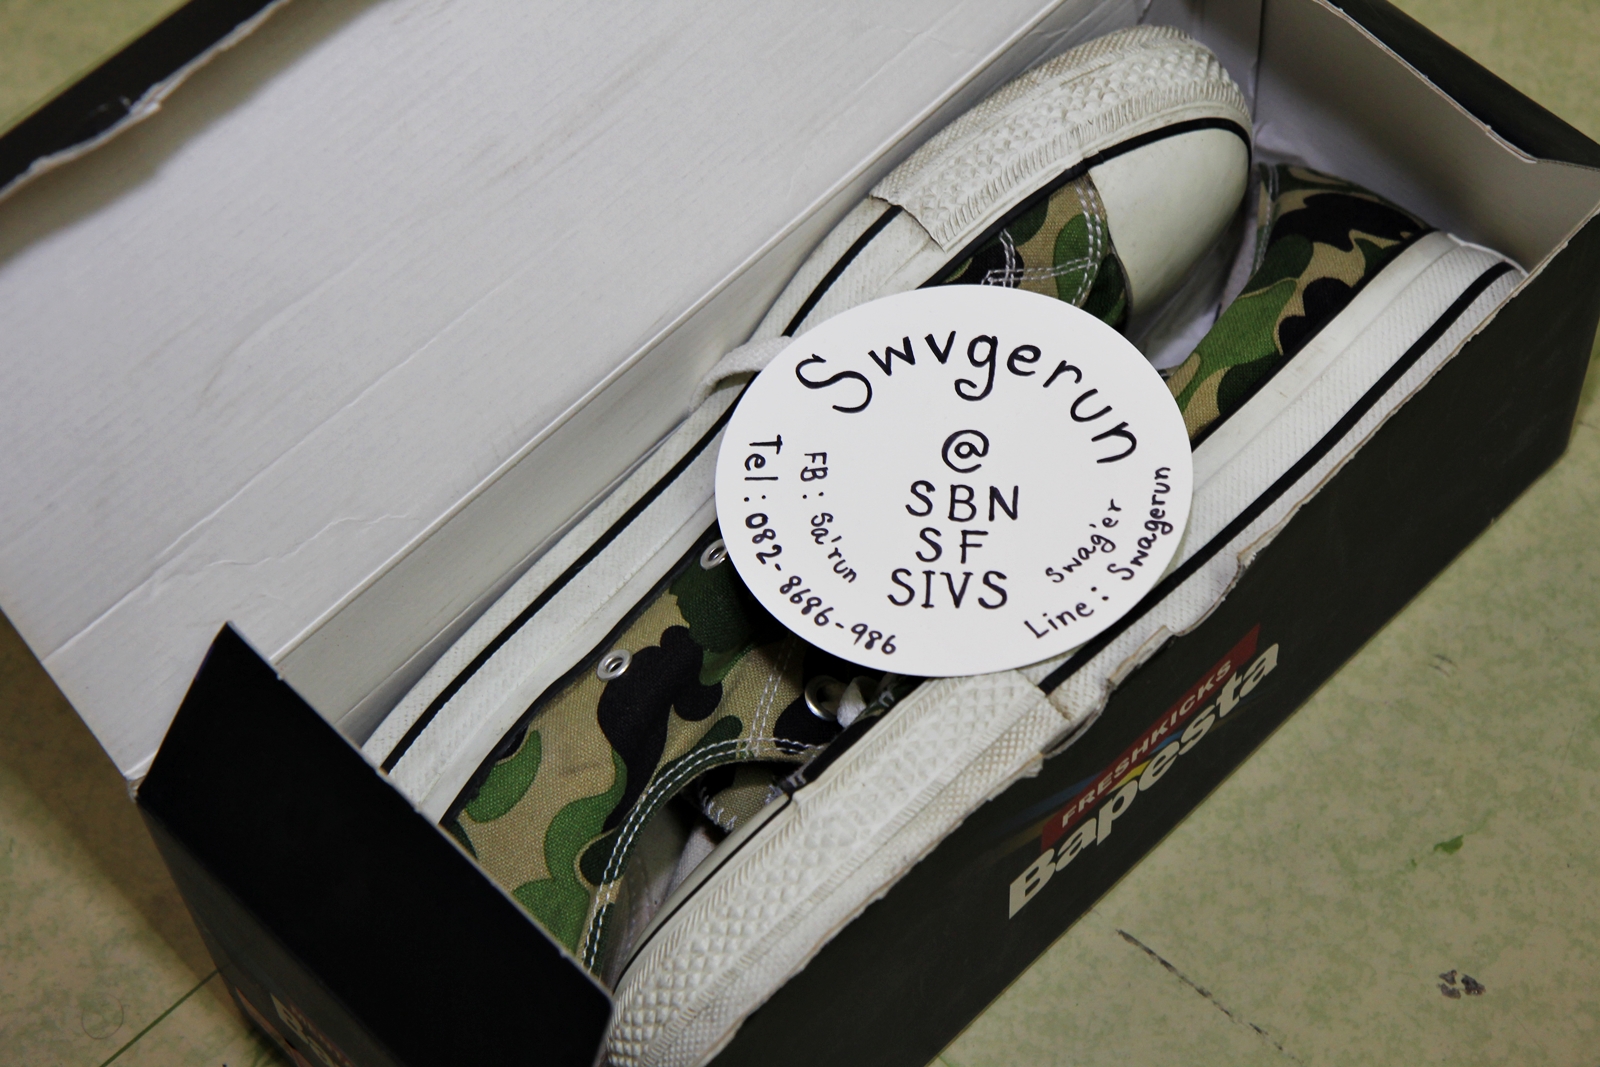 Swvgerun
@
SBN
SF
SIVS
FB: Sa'run
Tel: 082-8686-986
Swag'er
Line: Swagerun
FRESHKICKS
Bapesta